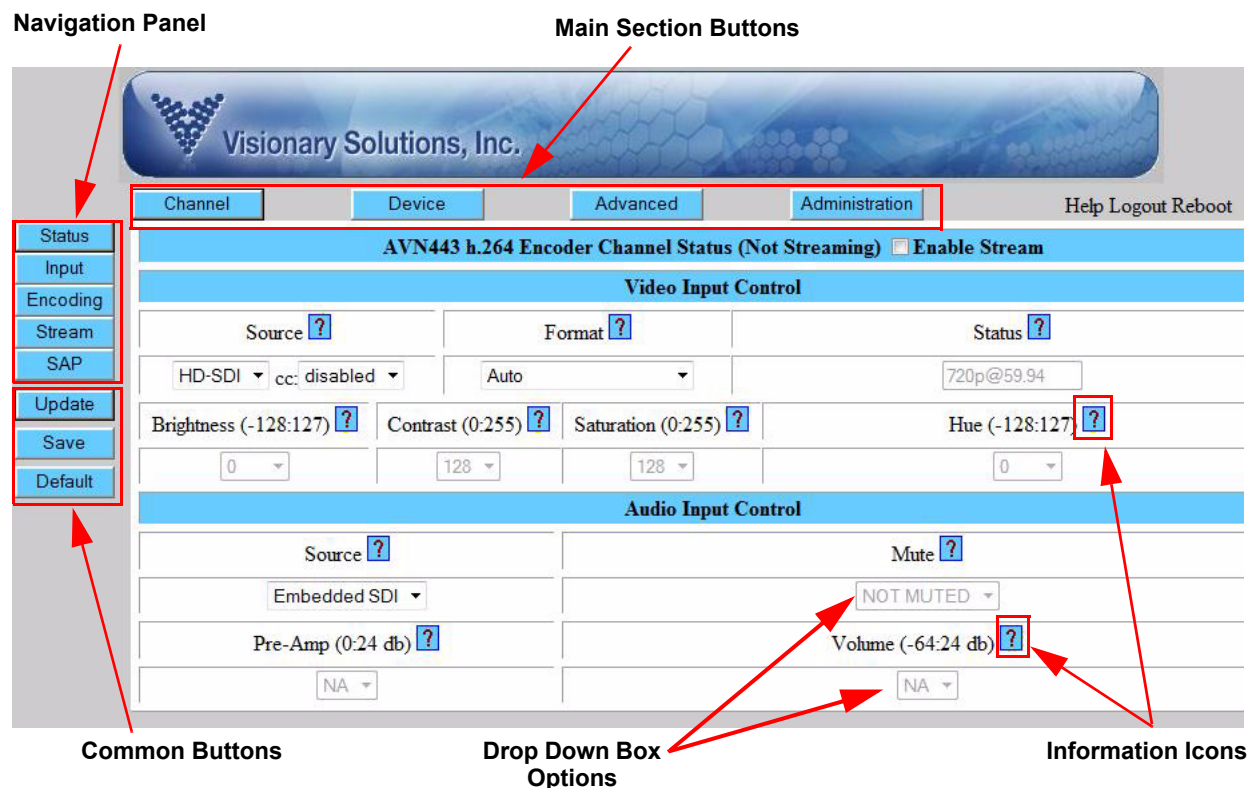 Navigation Panel
Main Section Buttons
Visionary Solutions, Inc.
Channel Device Advanced Administration Help Logout Reboot
Status
Input
Encoding
Stream
SAP
Update
Save
Default
AVN443 h.264 Encoder Channel Status (Not Streaming) Enable Stream
Video Input Control
Source ? Format ? Status ?
HD-SDI cc: disabled Auto 720p@59.94
Brightness (-128:127) ? Contrast (0:255) ? Saturation (0:255) ? Hue (-128:127) ?
0 128 128 0
Audio Input Control
Source ? Mute ?
Embedded SDI NOT MUTED
Pre-Amp (0:24 db) ? Volume (-64:24 db) ?
NA NA
Common Buttons
Drop Down Box
Options
Information Icons